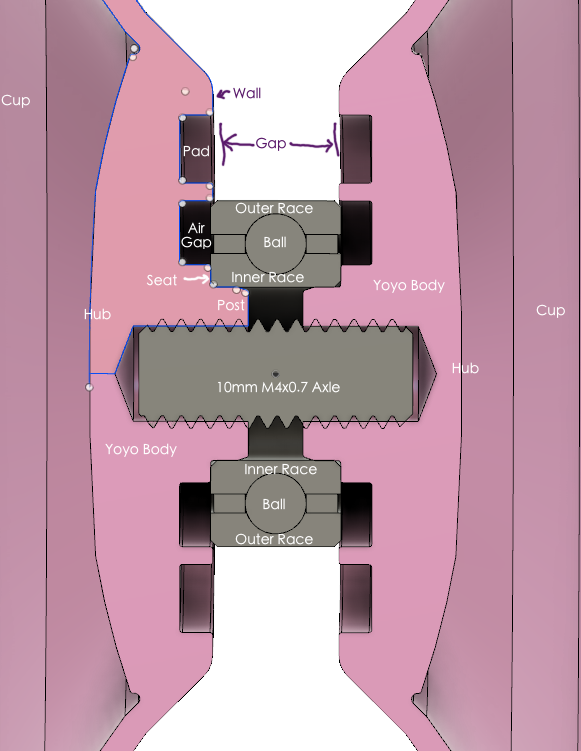 Cup
Wall
Gap
Pad
Outer Race
Air
Gap
Ball
Seat
Inner Race
Yoyo Body
Post
Hub
Cup
Hub
10mm M4x0.7 Axle
Yoyo Body
Inner Race
Ball
Outer Race